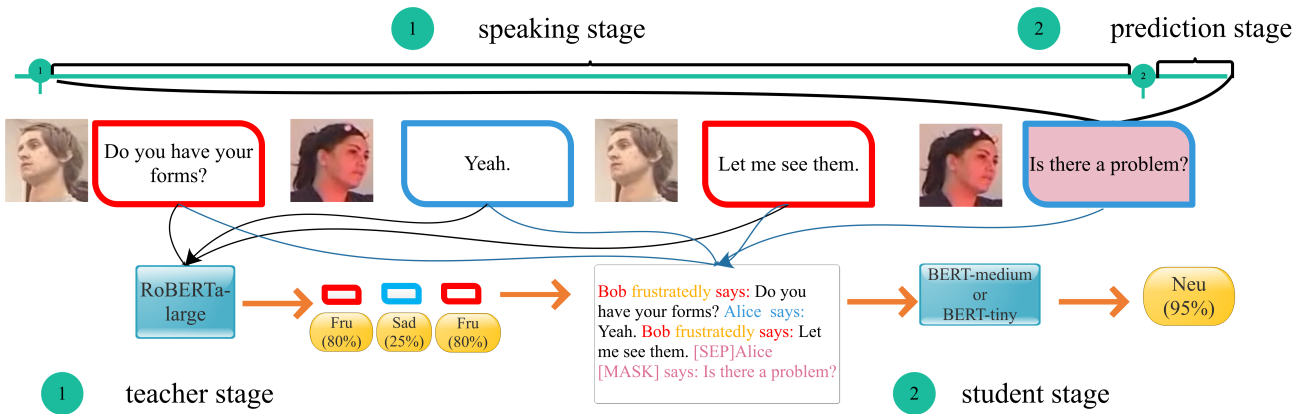 1 speaking stage 2 prediction stage
1 2
Do you have your
forms?
Yeah.
Let me see them.
Is there a problem?
RoBERTa-
large
Fru
(80%)
Sad
(25%)
Fru
(80%)
Bob frustratedly says: Do you
have your forms? Alice says:
Yeah. Bob frustratedly says: Let
me see them. [SEP]Alice
[MASK] says: Is there a problem?
BERT-medium
or
BERT-tiny
Neu
(95%)
1 teacher stage 2 student stage